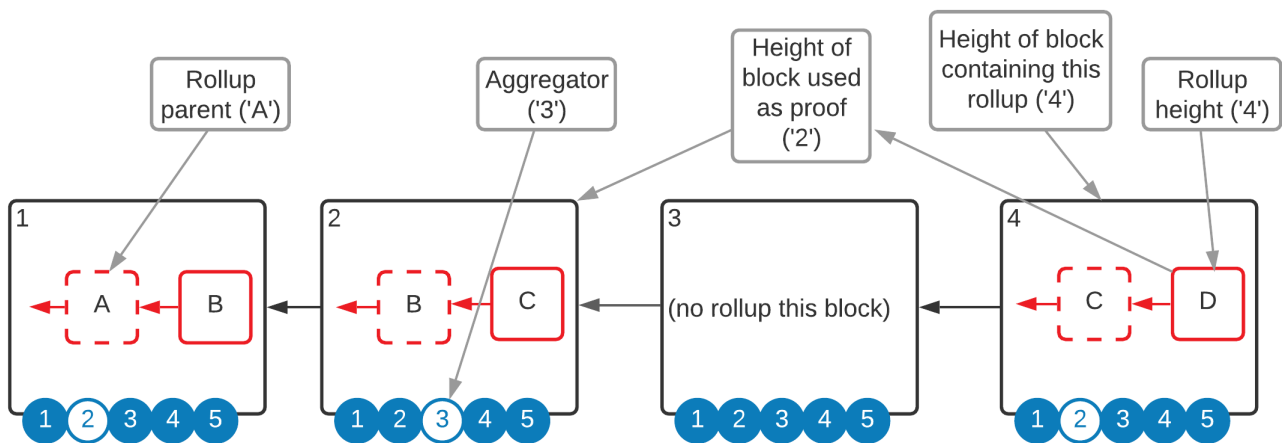 Rollup
parent ('A')
Aggregator
('3')
Height of
block used
as proof
('2')
Height of block
containing this
rollup ('4')
Rollup
height ('4')
1
A
B
1 2 3 4 5
2
B
C
1 2 3 4 5
3
(no rollup this block)
1 2 3 4 5
4
C
D
1 2 3 4 5